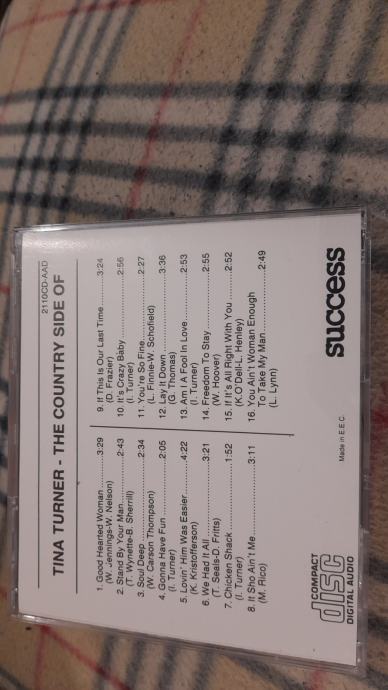 2110CD-AAD
TINA TURNER - THE COUNTRY SIDE OF
1. Good Hearted Woman..........3:29
(W. Jennings-W. Nelson)
2. Stand By Your Man..............2:43
(T. Wynette-B. Sherrill)
3. Soul Deep............................2:34
(W. Carson Thompson)
4. Gonna Have Fun..................2:05
(I. Turner)
5. Lovin' Him Was Easier.........4:22
(K. Kristofferson)
6. We Had It All........................3:21
(T. Seals-D. Fritts)
7. Chicken Shack.....................1:52
(I. Turner)
8. It Sho Ain't Me......................3:11
(M. Rico)
9. If This Is Our Last Time........3:24
(D. Frazier)
10. It's Crazy Baby.....................2:56
(I. Turner)
11. You're So Fine.....................2:27
(L. Finnie-W. Schofield)
12. Lay It Down.........................3:36
(G. Thomas)
13. Am I A Fool In Love..............2:53
(I. Turner)
14. Freedom To Stay.................2:55
(W. Hoover)
15. If It's All Right With You........2:52
(K.O'Dell-L. Henley)
16. You Ain't Woman Enough
To Take My Man..................2:49
(L. Lynn)
COMPACT
disc
DIGITAL AUDIO
Made in E.E.C.
success